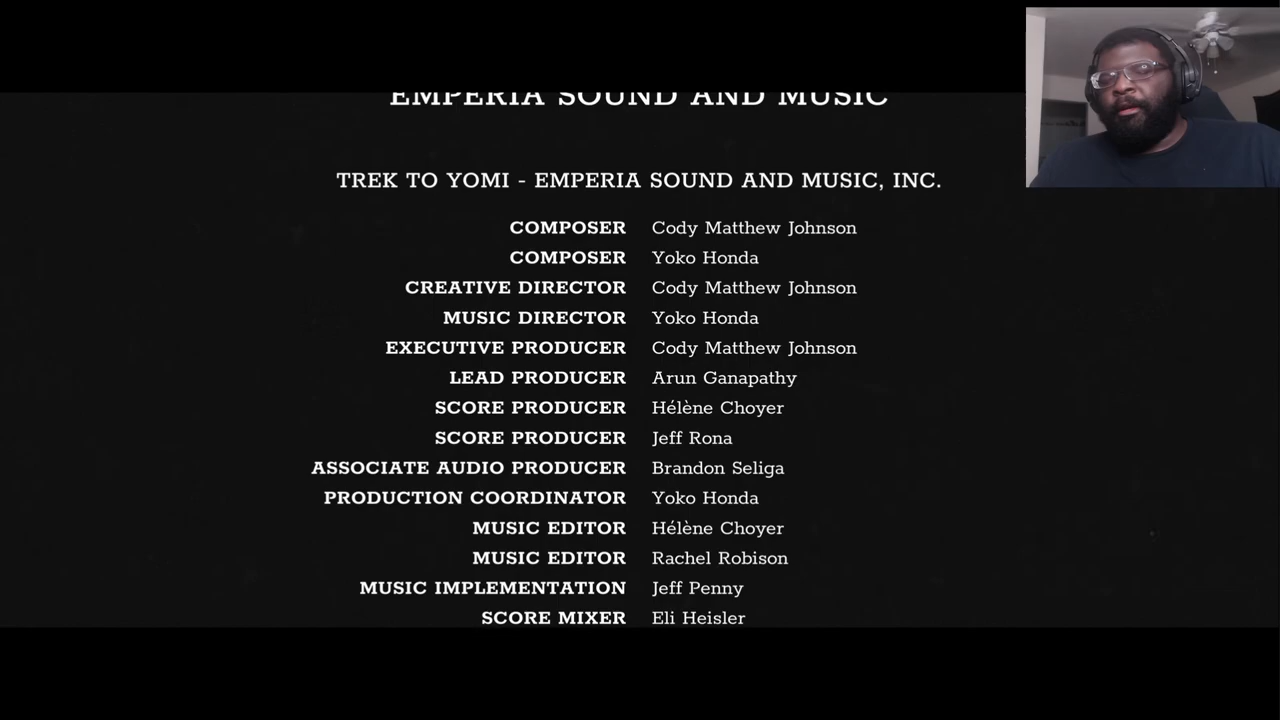 EMPERIA SOUND AND MUSIC
TREK TO YOMI - EMPERIA SOUND AND MUSIC, INC.
COMPOSER Cody Matthew Johnson
COMPOSER Yoko Honda
CREATIVE DIRECTOR Cody Matthew Johnson
MUSIC DIRECTOR Yoko Honda
EXECUTIVE PRODUCER Cody Matthew Johnson
LEAD PRODUCER Arun Ganapathy
SCORE PRODUCER Hélène Choyer
SCORE PRODUCER Jeff Rona
ASSOCIATE AUDIO PRODUCER Brandon Seliga
PRODUCTION COORDINATOR Yoko Honda
MUSIC EDITOR Hélène Choyer
MUSIC EDITOR Rachel Robison
MUSIC IMPLEMENTATION Jeff Penny
SCORE MIXER Eli Heisler